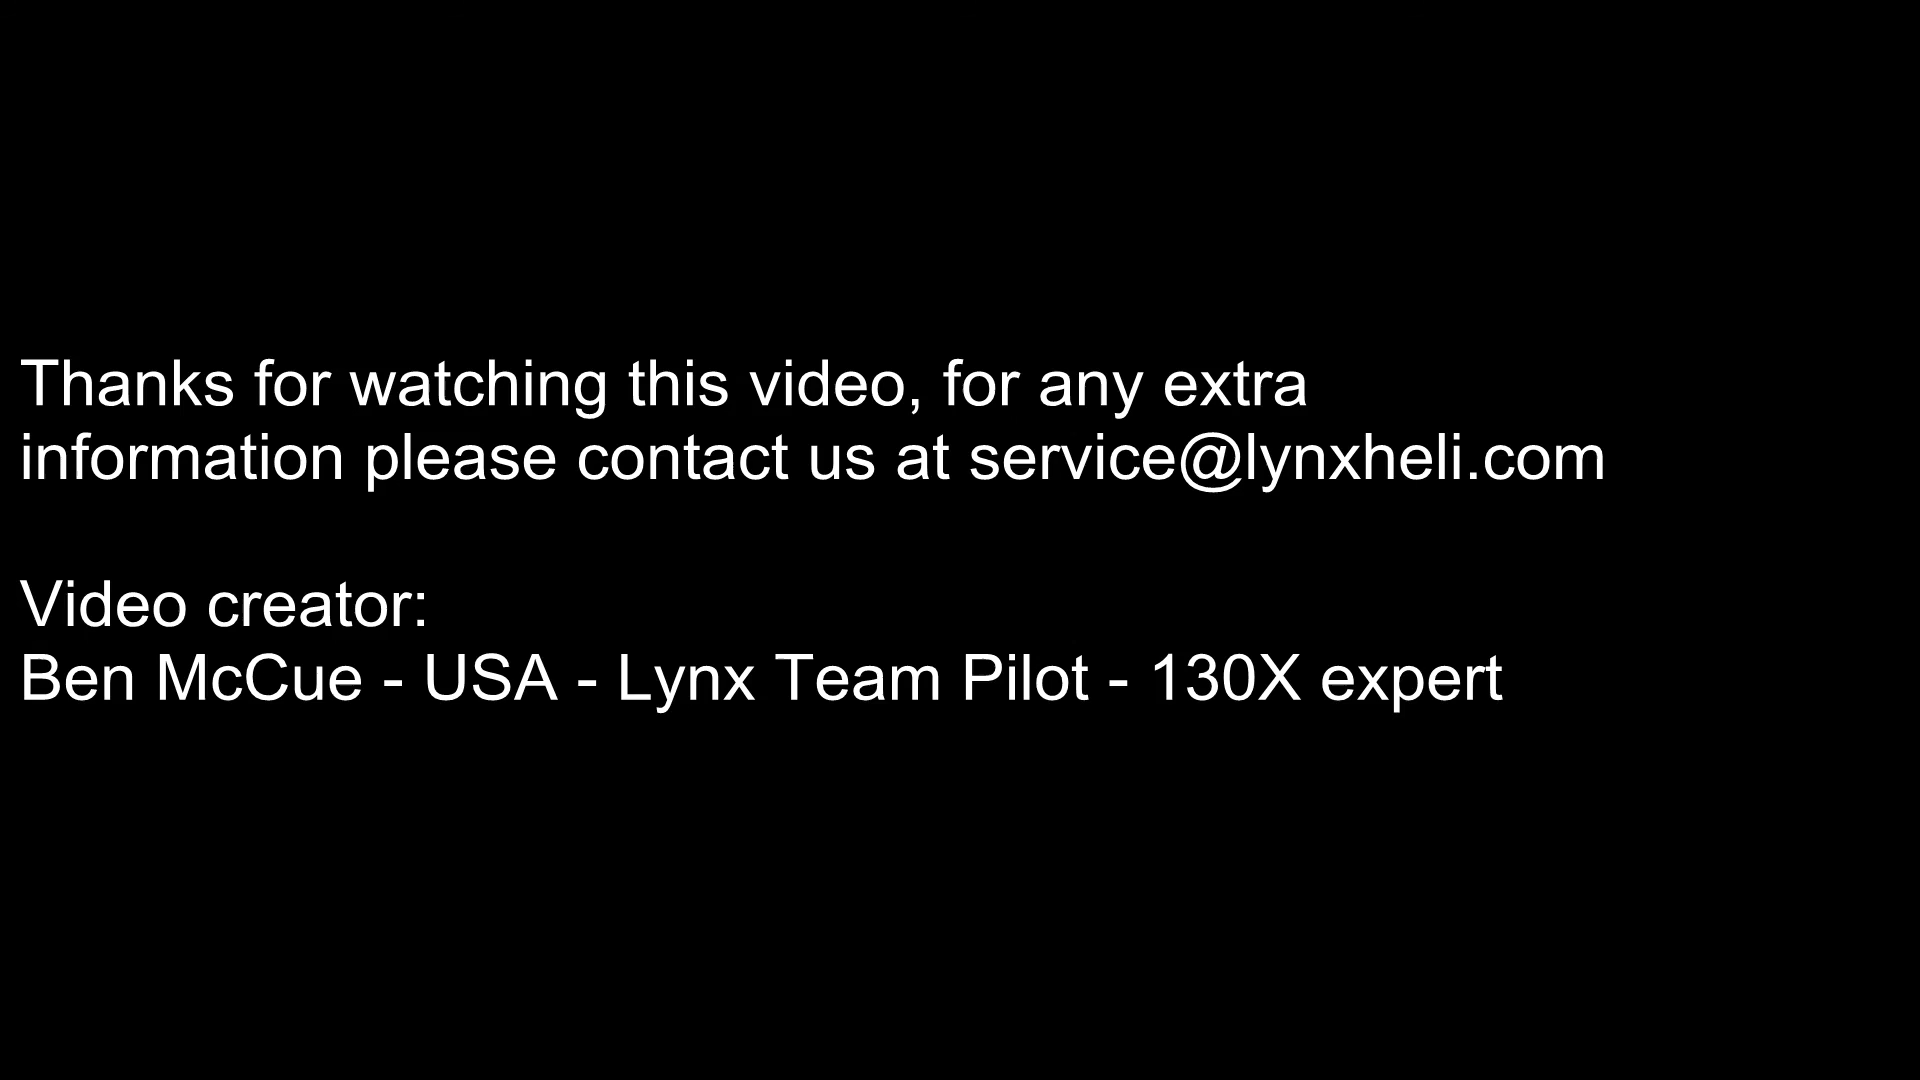 Thanks for watching this video, for any extra
information please contact us at service@lynxheli.com
Video creator:
Ben McCue - USA - Lynx Team Pilot - 130X expert